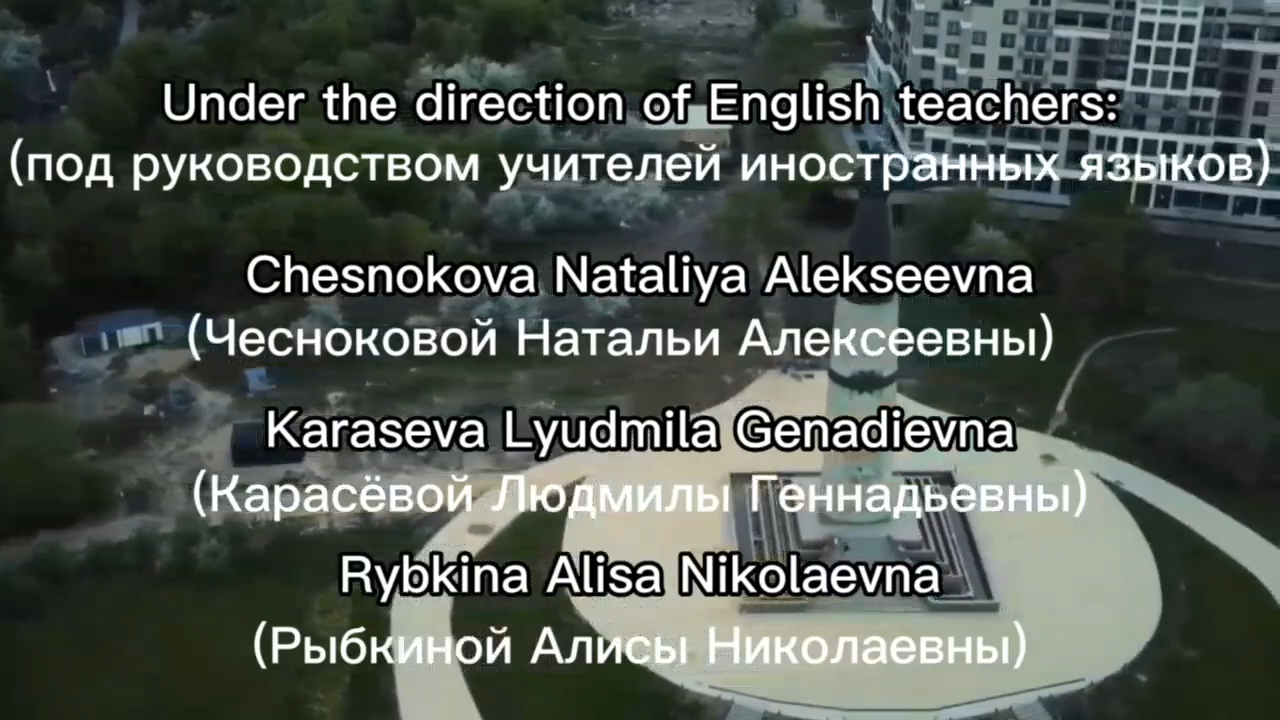 Under the direction of English teachers:
(под руководством учителей иностранных языков)
Chesnokova Nataliya Alekseevna
(Чесноковой Натальи Алексеевны)
Karaseva Lyudmila Genadievna
(Карасёвой Людмилы Геннадьевны)
Rybkina Alisa Nikolaevna
(Рыбкиной Алисы Николаевны)